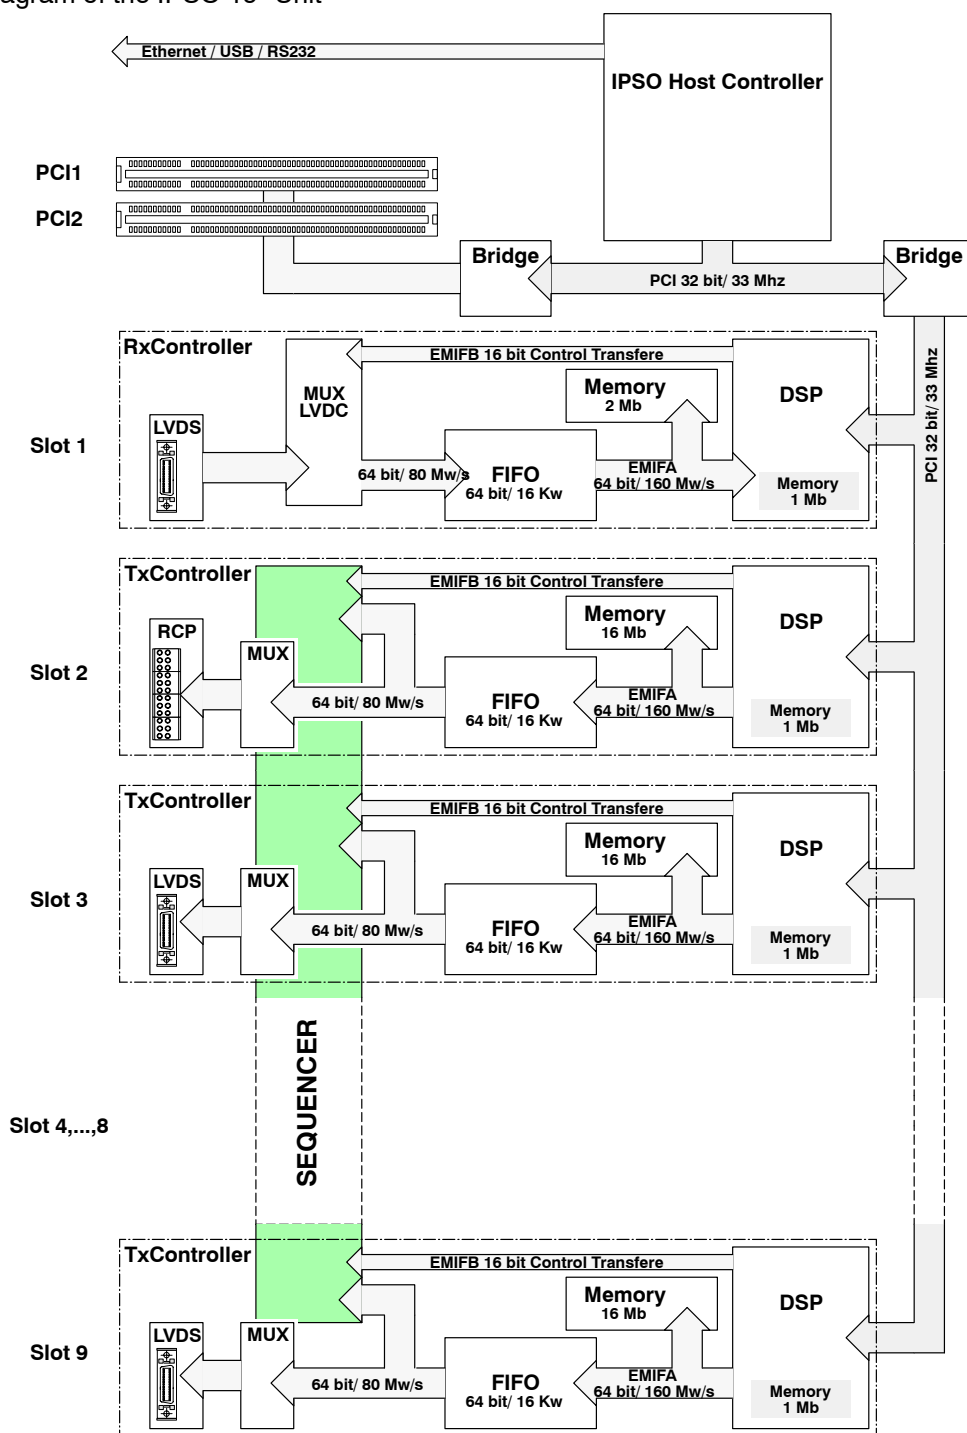 Ethernet / USB / RS232
IPSO Host Controller
PCI1
PCI2
Bridge
PCI 32 bit/ 33 Mhz
Bridge
PCI 32 bit/ 33 Mhz
Slot 1
RxController
LVDS
MUX
LVDC
EMIFB 16 bit Control Transfere
64 bit/ 80 Mw/s
FIFO
64 bit/ 16 Kw
Memory
2 Mb
EMIFA
64 bit/ 160 Mw/s
DSP
Memory
1 Mb
Slot 2
TxController
RCP
MUX
EMIFB 16 bit Control Transfere
64 bit/ 80 Mw/s
FIFO
64 bit/ 16 Kw
Memory
16 Mb
EMIFA
64 bit/ 160 Mw/s
DSP
Memory
1 Mb
Slot 3
TxController
LVDS
MUX
EMIFB 16 bit Control Transfere
64 bit/ 80 Mw/s
FIFO
64 bit/ 16 Kw
Memory
16 Mb
EMIFA
64 bit/ 160 Mw/s
DSP
Memory
1 Mb
Slot 4,...,8
SEQUENCER
Slot 9
TxController
LVDS
MUX
EMIFB 16 bit Control Transfere
64 bit/ 80 Mw/s
FIFO
64 bit/ 16 Kw
Memory
16 Mb
EMIFA
64 bit/ 160 Mw/s
DSP
Memory
1 Mb